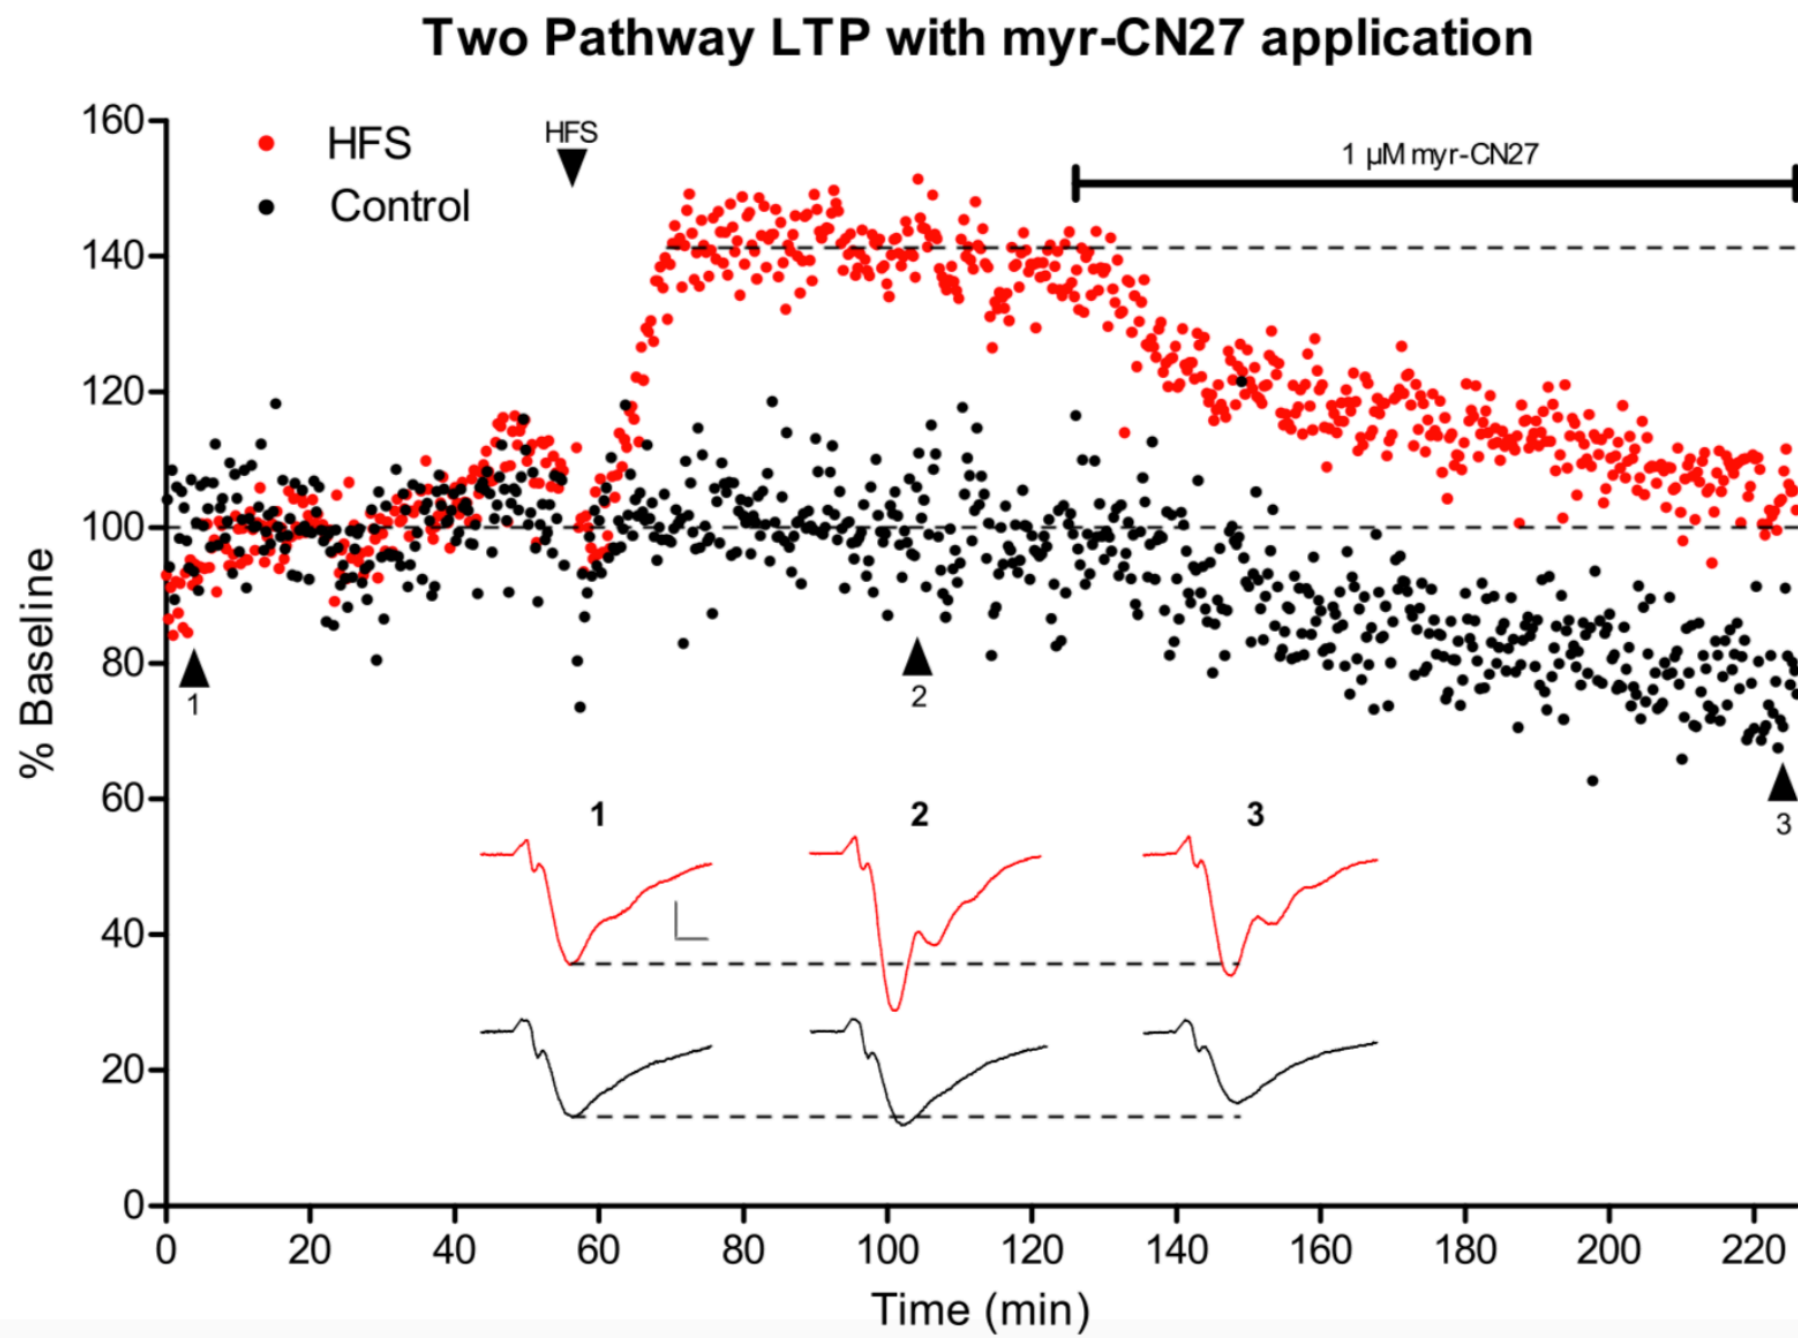 Two Pathway LTP with myr-CN27 application
160
HFS
HFS
1 µM myr-CN27
Control
140
120
100
% Baseline
80
1
2
60
3
1 2 3
40
20
0
0 20 40 60 80 100 120 140 160 180 200 220
Time (min)